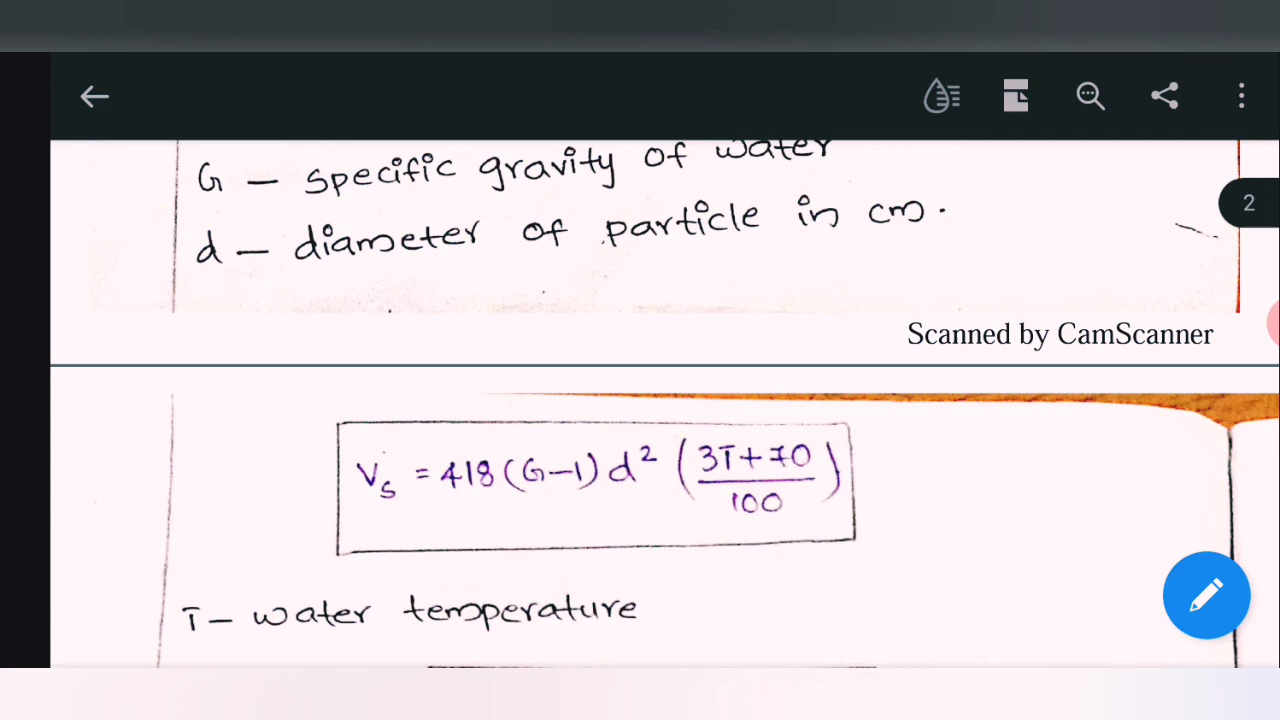 G – specific gravity of water
2
d – diameter of particle in cm.
Scanned by CamScanner
Vs = 418 (G-1) d² (3T+70 / 100)
T – water temperature